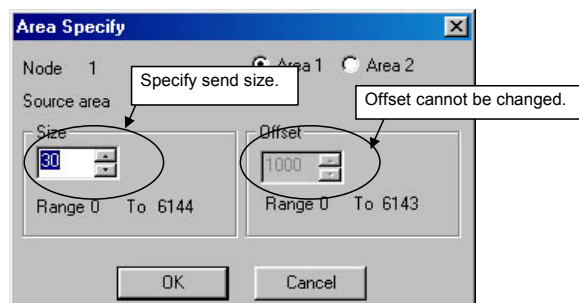 Area Specify
Node 1
Area 1
Area 2
Specify send size.
Source area
Offset cannot be changed.
Size
Offset
30
1000
Range 0 To 6144
Range 0 To 6143
OK
Cancel